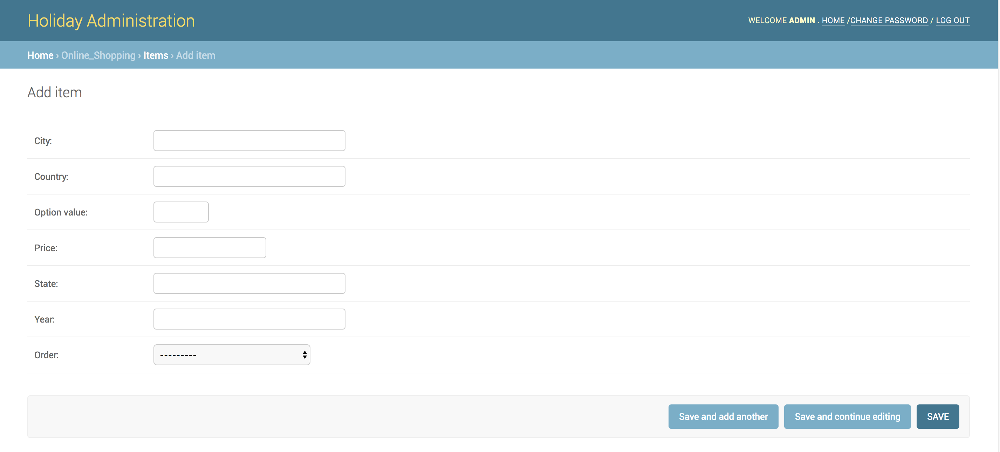 Holiday Administration
WELCOME ADMIN . HOME /CHANGE PASSWORD / LOG OUT
Home › Online_Shopping › Items › Add item
Add item
City:
Country:
Option value:
Price:
State:
Year:
Order: ---------
Save and add another Save and continue editing SAVE